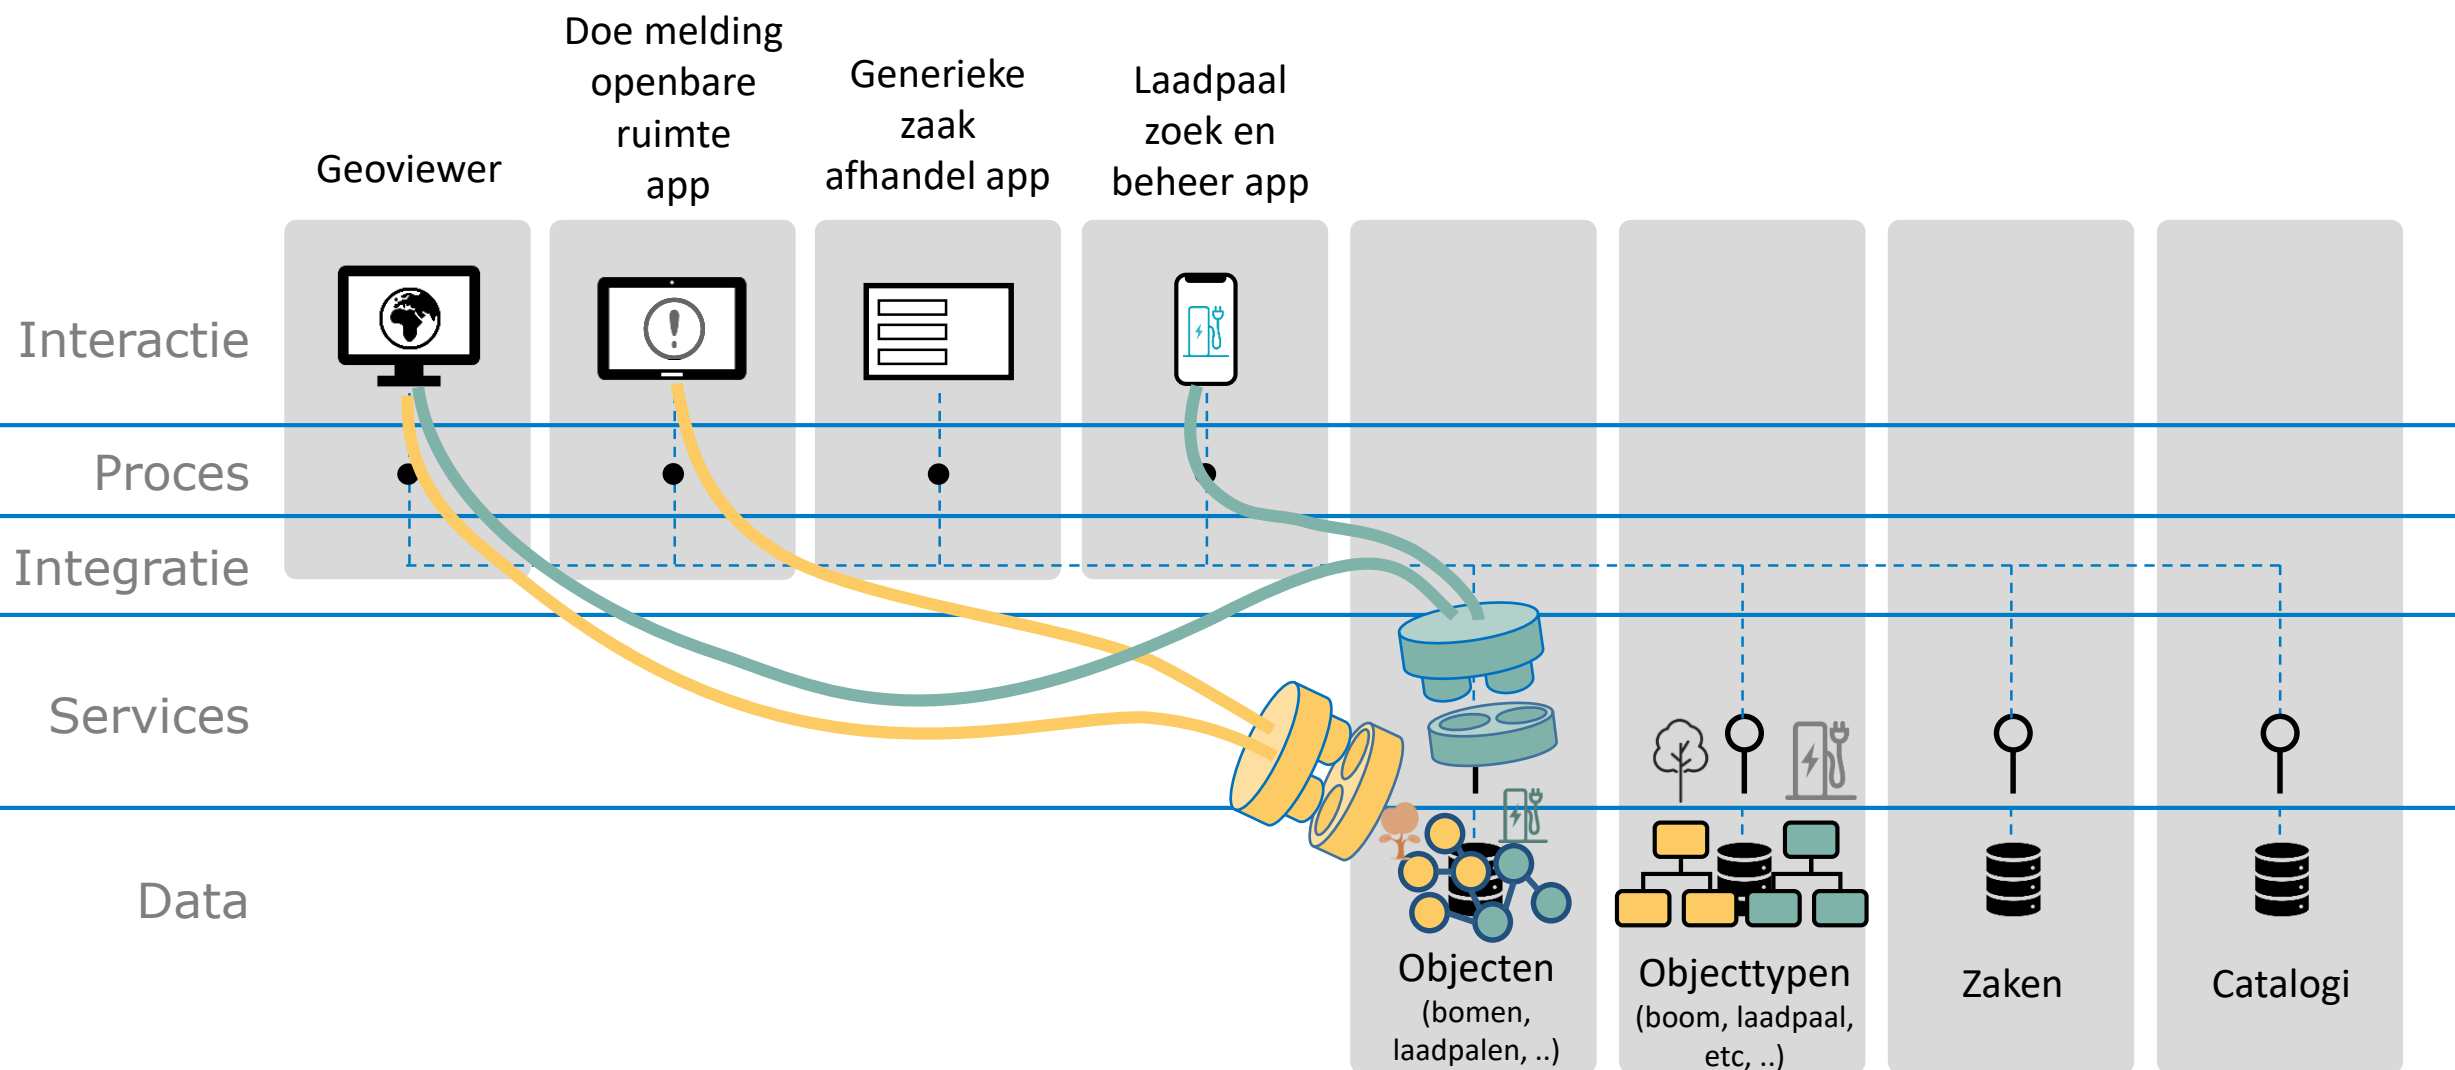 Doe melding
openbare
ruimte
app
Generieke
zaak
afhandel app
Laadpaal
zoek en
beheer app
Geoviewer
Interactie
Proces
Integratie
Services
Data
Objecten
(bomen,
laadpalen, ..)
Objecttypen
(boom, laadpaal,
etc, ..)
Zaken
Catalogi